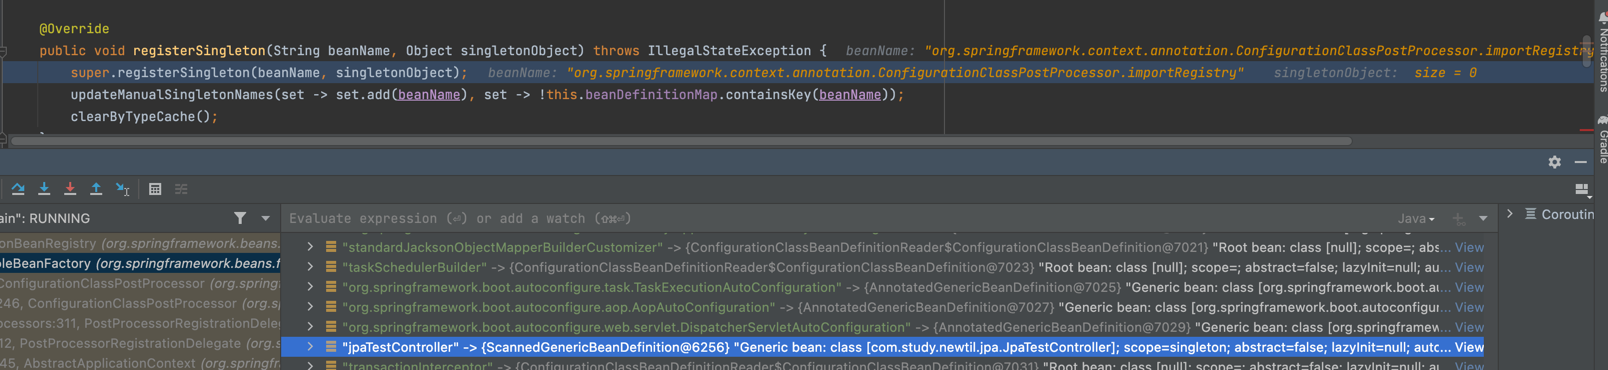 @Override
public void registerSingleton(String beanName, Object singletonObject) throws IllegalStateException {   beanName: "org.springframework.context.annotation.ConfigurationClassPostProcessor.importRegistry
super.registerSingleton(beanName, singletonObject);   beanName: "org.springframework.context.annotation.ConfigurationClassPostProcessor.importRegistry"   singletonObject:  size = 0
updateManualSingletonNames(set -> set.add(beanName), set -> !this.beanDefinitionMap.containsKey(beanName));
clearByTypeCache();
Notifications
Gradle
ain": RUNNING
Evaluate expression (⏎) or add a watch (⇧⌘⏎)
Java
Coroutin
onBeanRegistry (org.springframework.beans.
bleBeanFactory (org.springframework.beans.f
ConfigurationClassPostProcessor (org.spring
246, ConfigurationClassPostProcessor (org.s
ocessors:311, PostProcessorRegistrationDeleg
12, PostProcessorRegistrationDelegate (org.s
45, AbstractApplicationContext (org.spring
"standardJacksonObjectMapperBuilderCustomizer" -> {ConfigurationClassBeanDefinitionReader$ConfigurationClassBeanDefinition@7021} "Root bean: class [null]; scope=; abs... View
"taskSchedulerBuilder" -> {ConfigurationClassBeanDefinitionReader$ConfigurationClassBeanDefinition@7023} "Root bean: class [null]; scope=; abstract=false; lazyInit=null; au... View
"org.springframework.boot.autoconfigure.task.TaskExecutionAutoConfiguration" -> {AnnotatedGenericBeanDefinition@7025} "Generic bean: class [org.springframework.boot.au... View
"org.springframework.boot.autoconfigure.aop.AopAutoConfiguration" -> {AnnotatedGenericBeanDefinition@7027} "Generic bean: class [org.springframework.boot.autoconfigur... View
"org.springframework.boot.autoconfigure.web.servlet.DispatcherServletAutoConfiguration" -> {AnnotatedGenericBeanDefinition@7029} "Generic bean: class [org.springframew... View
"jpaTestController" -> {ScannedGenericBeanDefinition@6256} "Generic bean: class [com.study.newtil.jpa.JpaTestController]; scope=singleton; abstract=false; lazyInit=null; autc... View
"transactionInterceptor" -> {ConfigurationClassBeanDefinitionReader$ConfigurationClassBeanDefinition@7031} "Root bean: class [null]; scope=; abstract=false; lazyInit=null; au... View